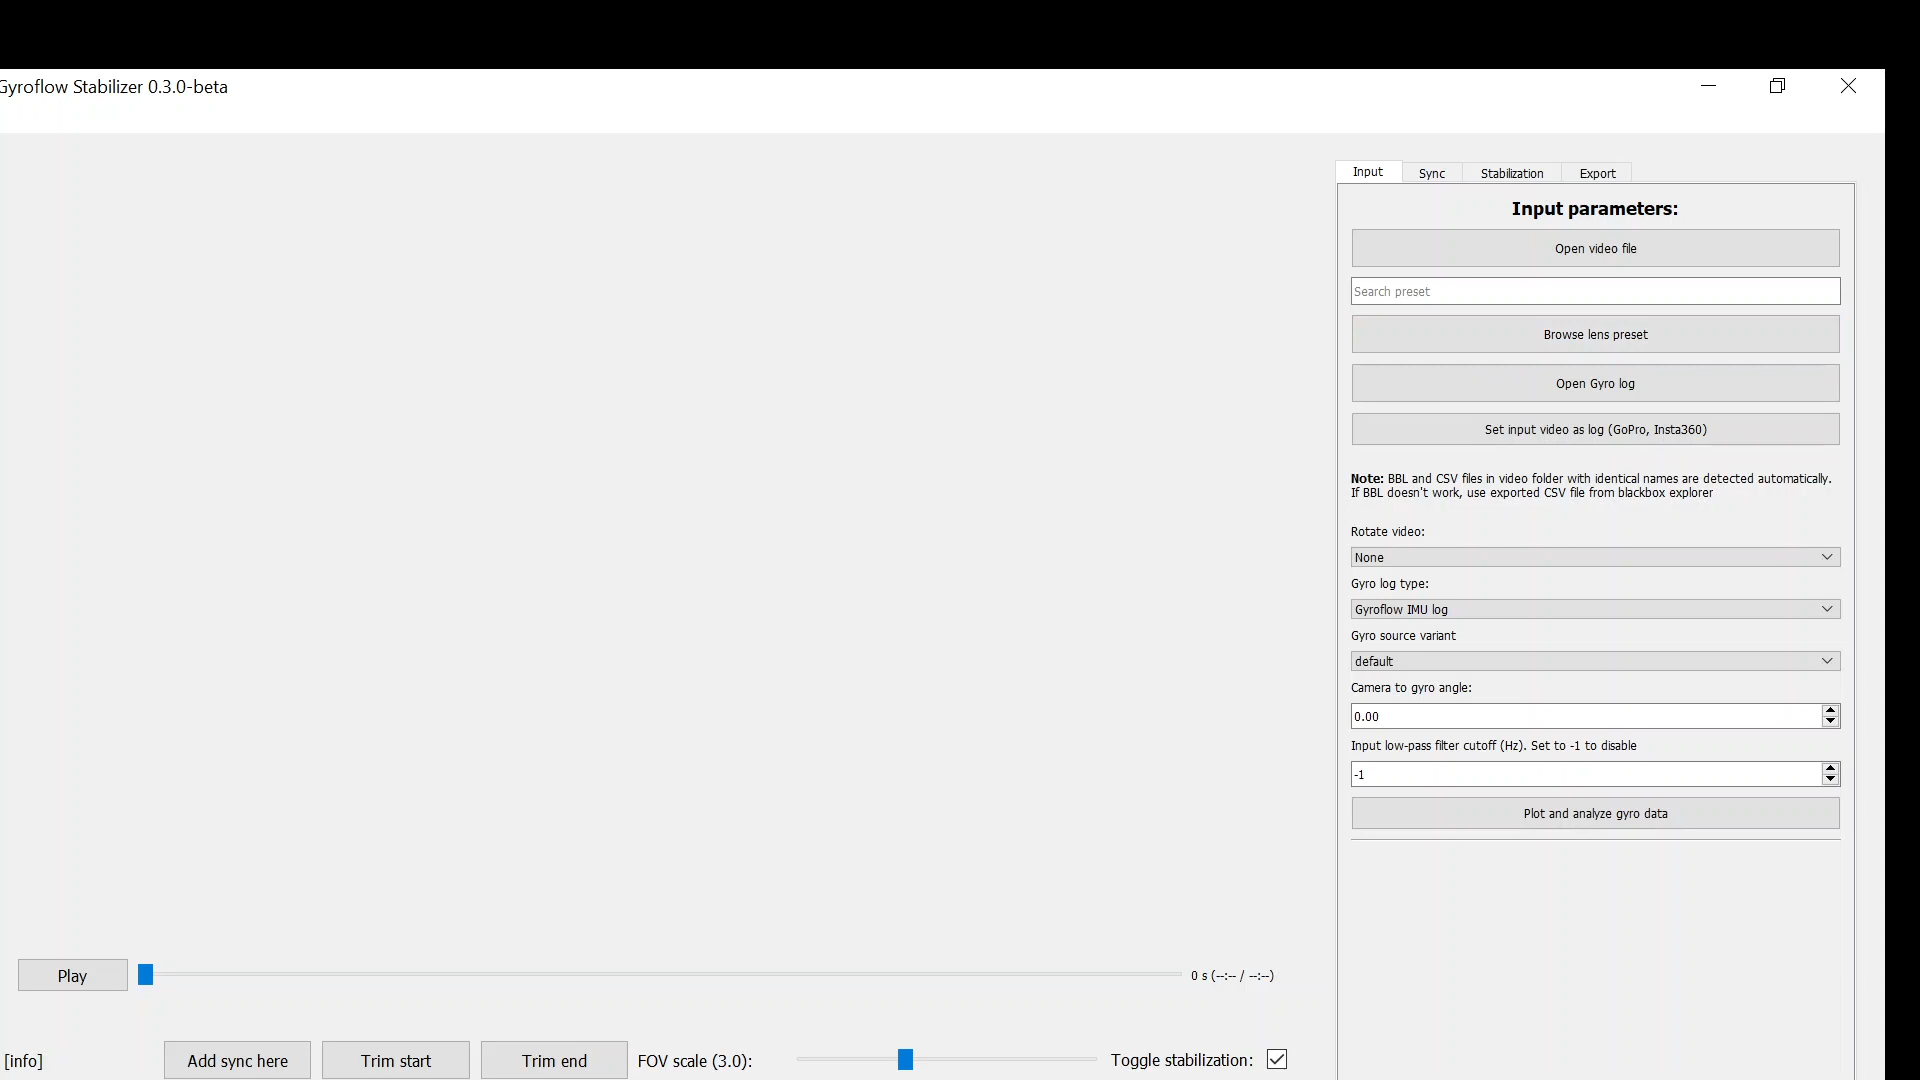 Gyroflow Stabilizer 0.3.0-beta
Input Sync Stabilization Export
Input parameters:
Open video file
Search preset
Browse lens preset
Open Gyro log
Set input video as log (GoPro, Insta360)
Note: BBL and CSV files in video folder with identical names are detected automatically.
If BBL doesn't work, use exported CSV file from blackbox explorer
Rotate video:
None
Gyro log type:
Gyroflow IMU log
Gyro source variant
default
Camera to gyro angle:
0.00
Input low-pass filter cutoff (Hz). Set to -1 to disable
-1
Plot and analyze gyro data
Play 0 s (--:-- / --:--)
[info] Add sync here Trim start Trim end FOV scale (3.0): Toggle stabilization: